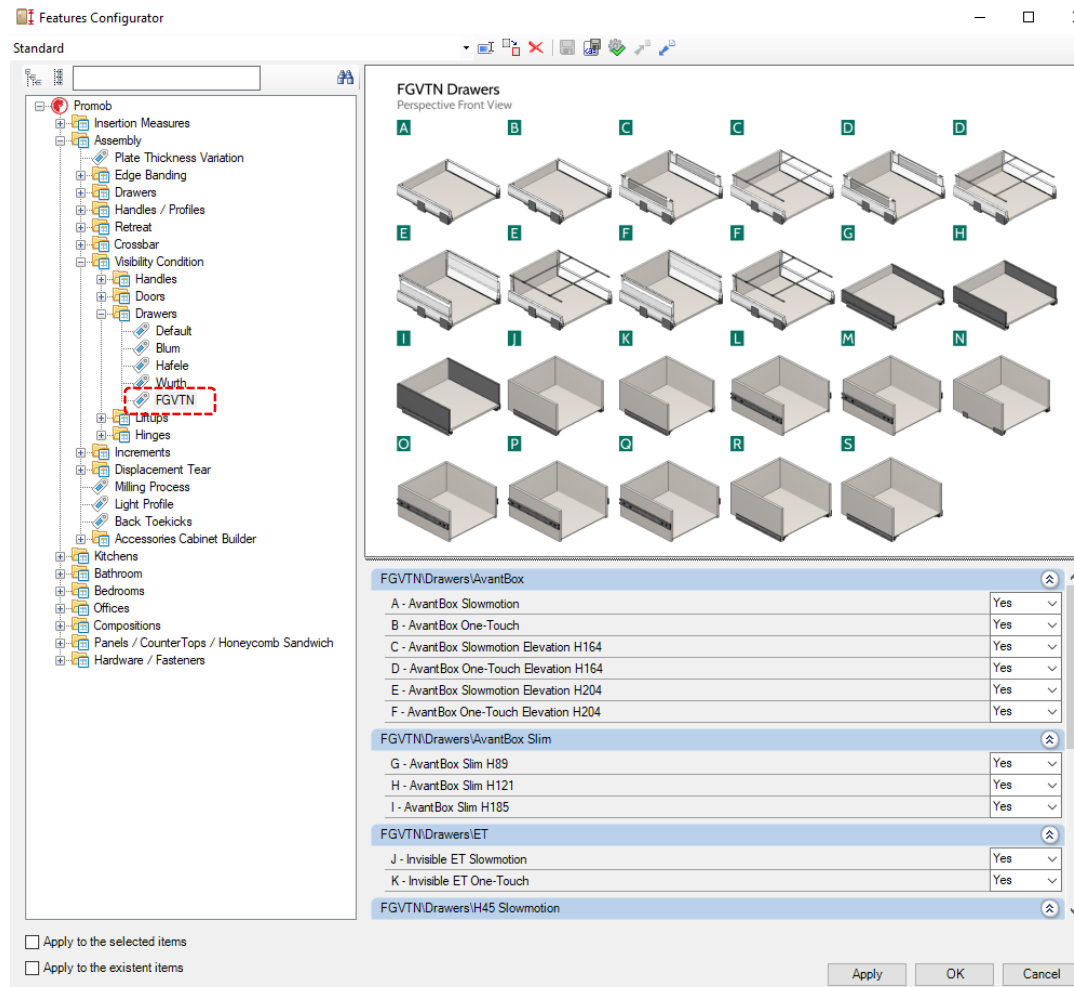 Features Configurator
Standard
Promob
Insertion Measures
Assembly
Plate Thickness Variation
Edge Banding
Drawers
Handles / Profiles
Retreat
Crossbar
Visibility Condition
Handles
Doors
Drawers
Default
Blum
Hafele
Wurth
FGVTN
Liftups
Hinges
Increments
Displacement Tear
Milling Process
Light Profile
Back Toekicks
Accessories Cabinet Builder
Kitchens
Bathroom
Bedrooms
Offices
Compositions
Panels / CounterTops / Honeycomb Sandwich
Hardware / Fasteners
FGVTN Drawers
Perspective Front View
A B C C D D
E E F F G H
I J K L M N
O P Q R S
FGVTN\Drawers\AvantBox
A - AvantBox Slowmotion Yes
B - AvantBox One-Touch Yes
C - AvantBox Slowmotion Elevation H164 Yes
D - AvantBox One-Touch Elevation H164 Yes
E - AvantBox Slowmotion Elevation H204 Yes
F - AvantBox One-Touch Elevation H204 Yes
FGVTN\Drawers\AvantBox Slim
G - AvantBox Slim H89 Yes
H - AvantBox Slim H121 Yes
I - AvantBox Slim H185 Yes
FGVTN\Drawers\ET
J - Invisible ET Slowmotion Yes
K - Invisible ET One-Touch Yes
FGVTN\Drawers\H45 Slowmotion
Apply to the selected items
Apply to the existent items
Apply OK Cancel